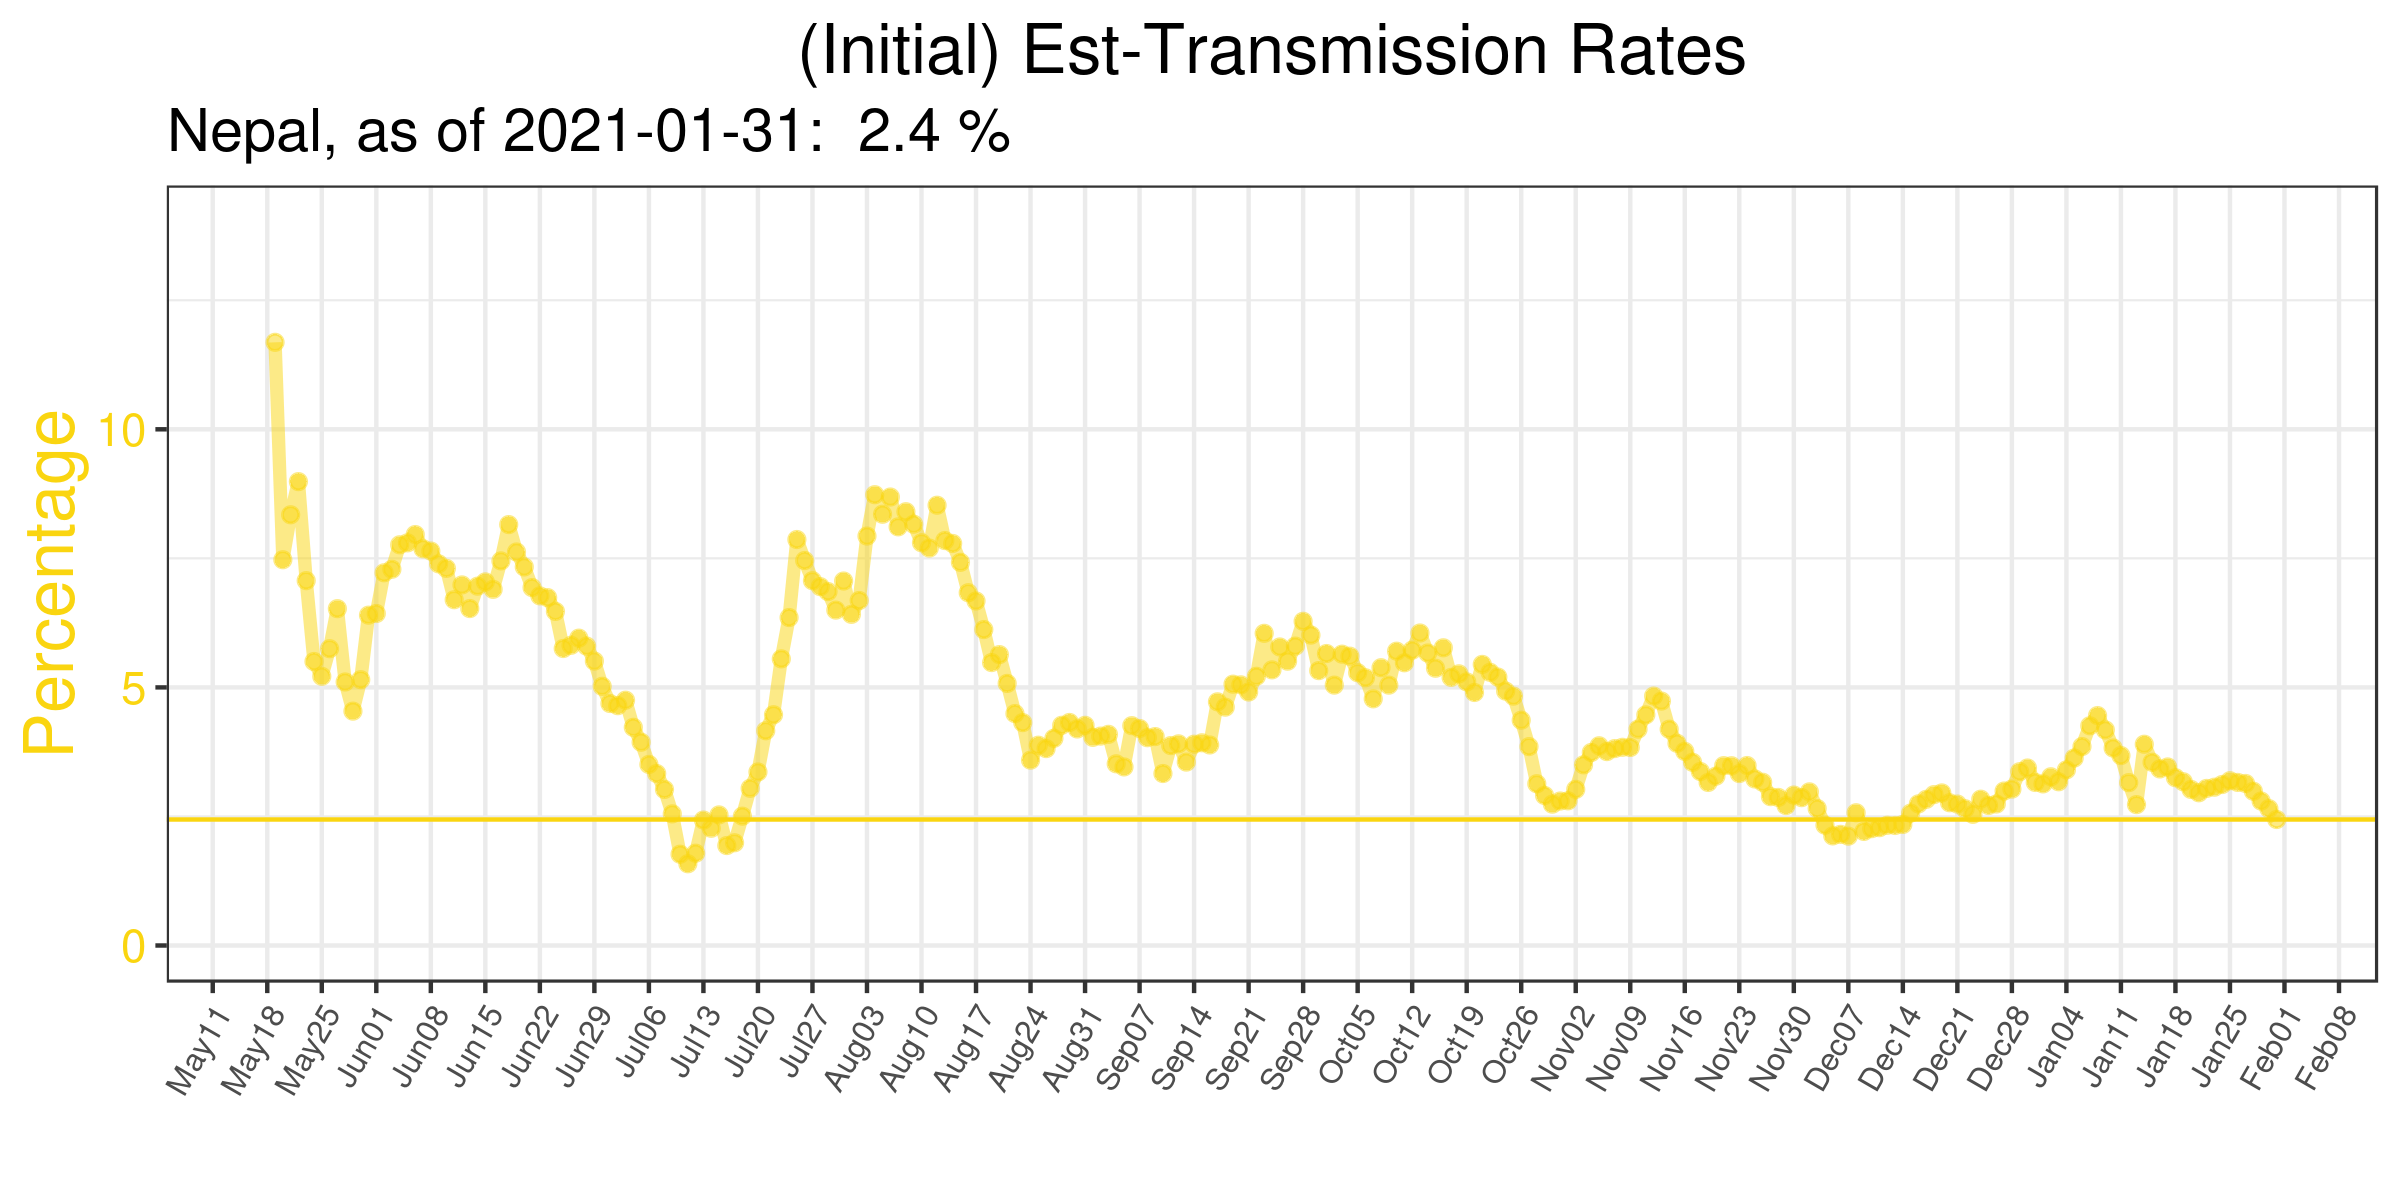 (Initial) Est-Transmission Rates
Nepal, as of 2021-01-31:  2.4 %
Percentage
10
5
0
May11
May18
May25
Jun01
Jun08
Jun15
Jun22
Jun29
Jul06
Jul13
Jul20
Jul27
Aug03
Aug10
Aug17
Aug24
Aug31
Sep07
Sep14
Sep21
Sep28
Oct05
Oct12
Oct19
Oct26
Nov02
Nov09
Nov16
Nov23
Nov30
Dec07
Dec14
Dec21
Dec28
Jan04
Jan11
Jan18
Jan25
Feb01
Feb08